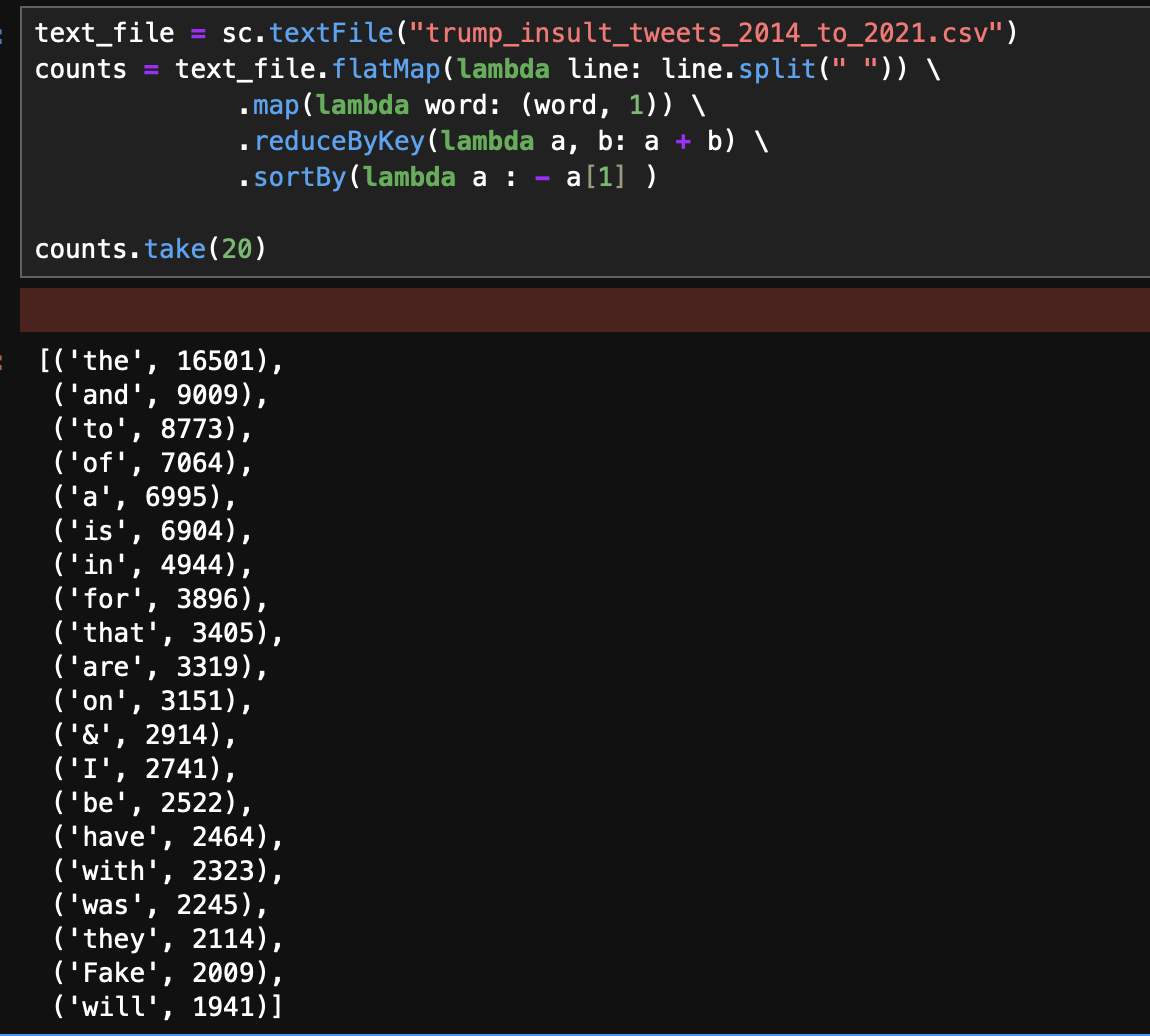 text_file = sc.textFile("trump_insult_tweets_2014_to_2021.csv")
counts = text_file.flatMap(lambda line: line.split(" ")) \
             .map(lambda word: (word, 1)) \
             .reduceByKey(lambda a, b: a + b) \
             .sortBy(lambda a : - a[1] )

counts.take(20)
[('the', 16501),
 ('and', 9009),
 ('to', 8773),
 ('of', 7064),
 ('a', 6995),
 ('is', 6904),
 ('in', 4944),
 ('for', 3896),
 ('that', 3405),
 ('are', 3319),
 ('on', 3151),
 ('&', 2914),
 ('I', 2741),
 ('be', 2522),
 ('have', 2464),
 ('with', 2323),
 ('was', 2245),
 ('they', 2114),
 ('Fake', 2009),
 ('will', 1941)]